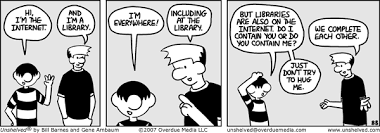 HI,
I'M THE
INTERNET.
AND
I'M A
LIBRARY.
I'M
EVERYWHERE!
INCLUDING
AT THE
LIBRARY.
BUT LIBRARIES
ARE ALSO ON THE
INTERNET. DO I
CONTAIN YOU OR DO
YOU CONTAIN ME?
WE COMPLETE
EACH OTHER.
JUST
DON'T TRY
TO HUG
ME.
8-8
Unshelved® by Bill Barnes and Gene Ambaum
©2007 Overdue Media LLC
unshelved@overduemedia.com
www.unshelved.com